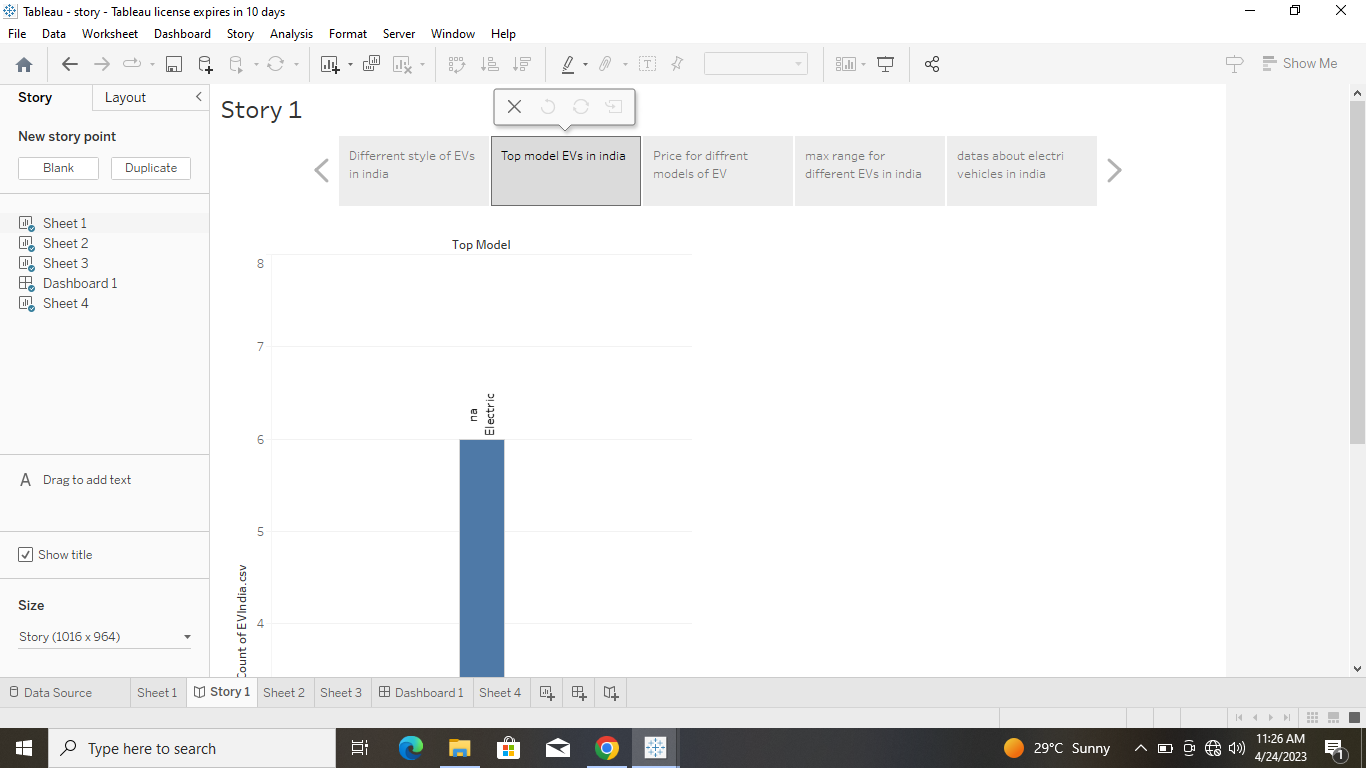 Tableau - story - Tableau license expires in 10 days
File Data Worksheet Dashboard Story Analysis Format Server Window Help
Show Me
Story Layout
New story point
Blank Duplicate
Sheet 1
Sheet 2
Sheet 3
Dashboard 1
Sheet 4
A Drag to add text
Show title
Size
Story (1016 x 964)
Story 1
Differrent style of EVs
in india
Top model EVs in india
Price for diffrent
models of EV
max range for
different EVs in india
datas about electri
vehicles in india
Top Model
8
7
6
5
4
na
Electric
Count of EVIndia.csv
Data Source Sheet 1 Story 1 Sheet 2 Sheet 3 Dashboard 1 Sheet 4
Type here to search
29°C Sunny
11:26 AM
4/24/2023
1